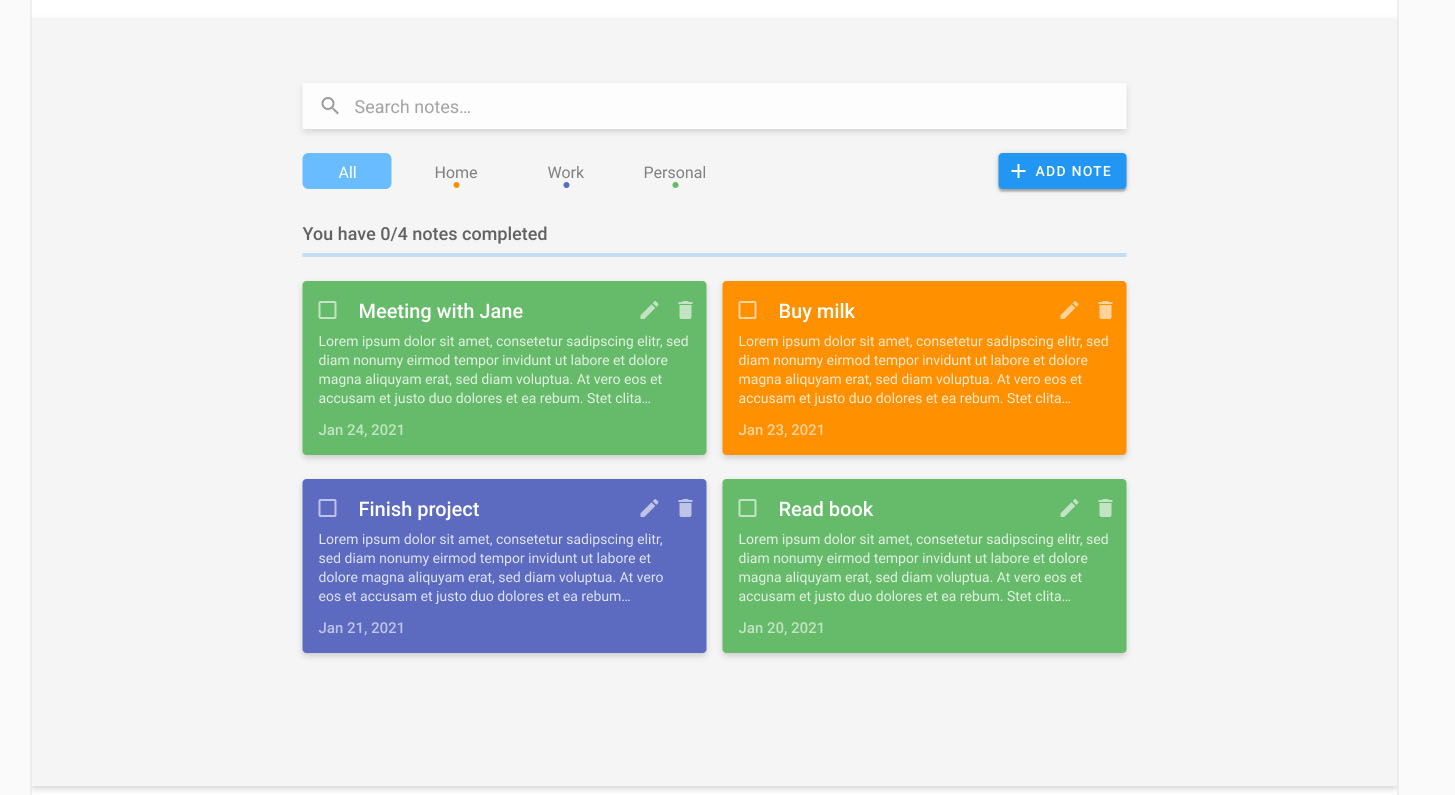 Search notes…
All Home Work Personal + ADD NOTE
You have 0/4 notes completed
Meeting with Jane
Lorem ipsum dolor sit amet, consetetur sadipscing elitr, sed
diam nonumy eirmod tempor invidunt ut labore et dolore
magna aliquyam erat, sed diam voluptua. At vero eos et
accusam et justo duo dolores et ea rebum. Stet clita…
Jan 24, 2021
Buy milk
Lorem ipsum dolor sit amet, consetetur sadipscing elitr, sed
diam nonumy eirmod tempor invidunt ut labore et dolore
magna aliquyam erat, sed diam voluptua. At vero eos et
accusam et justo duo dolores et ea rebum. Stet clita…
Jan 23, 2021
Finish project
Lorem ipsum dolor sit amet, consetetur sadipscing elitr,
sed diam nonumy eirmod tempor invidunt ut labore et
dolore magna aliquyam erat, sed diam voluptua. At vero
eos et accusam et justo duo dolores et ea rebum…
Jan 21, 2021
Read book
Lorem ipsum dolor sit amet, consetetur sadipscing elitr, sed
diam nonumy eirmod tempor invidunt ut labore et dolore
magna aliquyam erat, sed diam voluptua. At vero eos et
accusam et justo duo dolores et ea rebum. Stet clita…
Jan 20, 2021